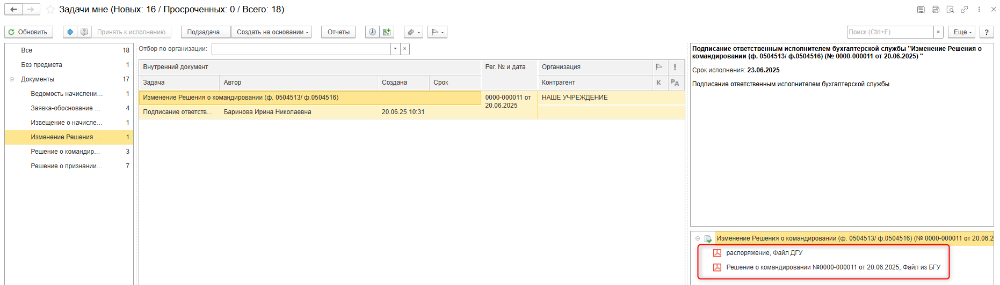 Задачи мне (Новых: 16 / Просроченных: 0 / Всего: 18)
Обновить
Принять к исполнению
Подзадача...
Создать на основании
Отчеты
Поиск (Ctrl+F)
×
Еще
?
Все 18
Без предмета 1
Документы 17
Ведомость начислени... 1
Заявка-обоснование ... 4
Извещение о начисле... 1
Изменение Решения ... 1
Решение о командир... 3
Решение о признании... 7
Отбор по организации:
×
Внутренний документ Рег. № и дата Организация
Задача Автор Создана Срок Контрагент К Рд
Изменение Решения о командировании (ф. 0504513/ ф.0504516) 0000-000011 от НАШЕ УЧРЕЖДЕНИЕ
20.06.2025
Подписание ответств... Баринова Ирина Николаевна 20.06.25 10:31
Подписание ответственным исполнителем бухгалтерской службы "Изменение Решения о
командировании (ф. 0504513/ ф.0504516) (№ 0000-000011 от 20.06.2025) "
Срок исполнения: 23.06.2025
Подписание ответственным исполнителем бухгалтерской службы
Изменение Решения о командировании (ф. 0504513/ ф.0504516) (№ 0000-000011 от 20.06.2
распоряжение, Файл ДГУ
Решение о командировании №0000-000011 от 20.06.2025, Файл из БГУ